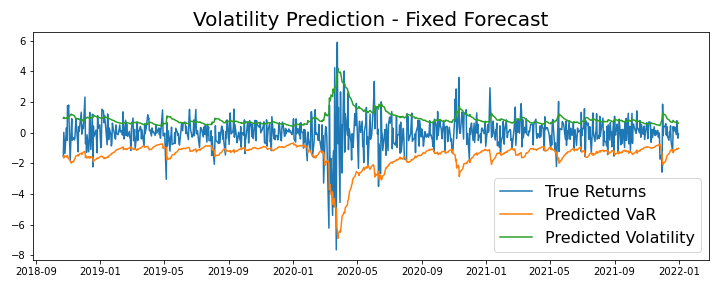 Volatility Prediction - Fixed Forecast
6
4
2
0
−2
−4
−6
−8
2018-09 2019-01 2019-05 2019-09 2020-01 2020-05 2020-09 2021-01 2021-05 2021-09 2022-01
True Returns
Predicted VaR
Predicted Volatility